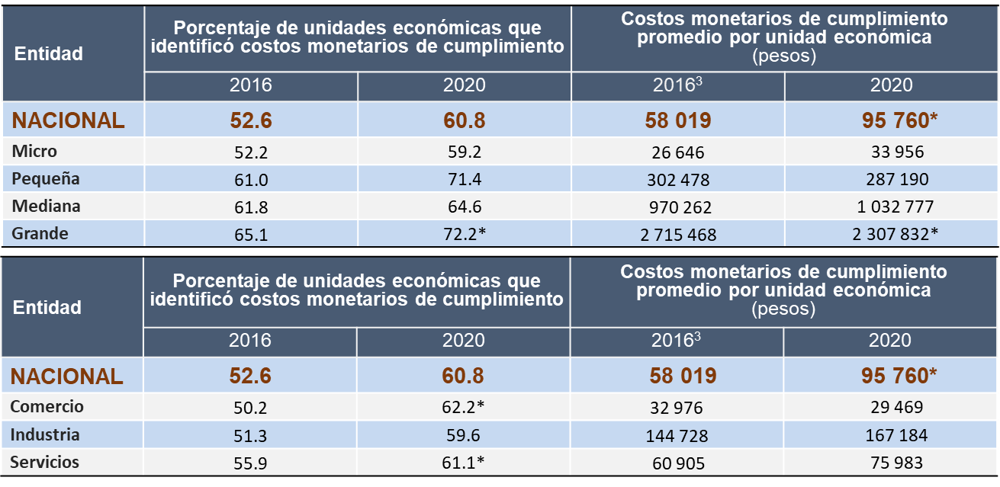 Entidad
Porcentaje de unidades económicas que
identificó costos monetarios de cumplimiento
Costos monetarios de cumplimiento
promedio por unidad económica
(pesos)
2016 2020 2016³ 2020
NACIONAL 52.6 60.8 58 019 95 760*
Micro 52.2 59.2 26 646 33 956
Pequeña 61.0 71.4 302 478 287 190
Mediana 61.8 64.6 970 262 1 032 777
Grande 65.1 72.2* 2 715 468 2 307 832*
Entidad
Porcentaje de unidades económicas que
identificó costos monetarios de cumplimiento
Costos monetarios de cumplimiento
promedio por unidad económica
(pesos)
2016 2020 2016³ 2020
NACIONAL 52.6 60.8 58 019 95 760*
Comercio 50.2 62.2* 32 976 29 469
Industria 51.3 59.6 144 728 167 184
Servicios 55.9 61.1* 60 905 75 983